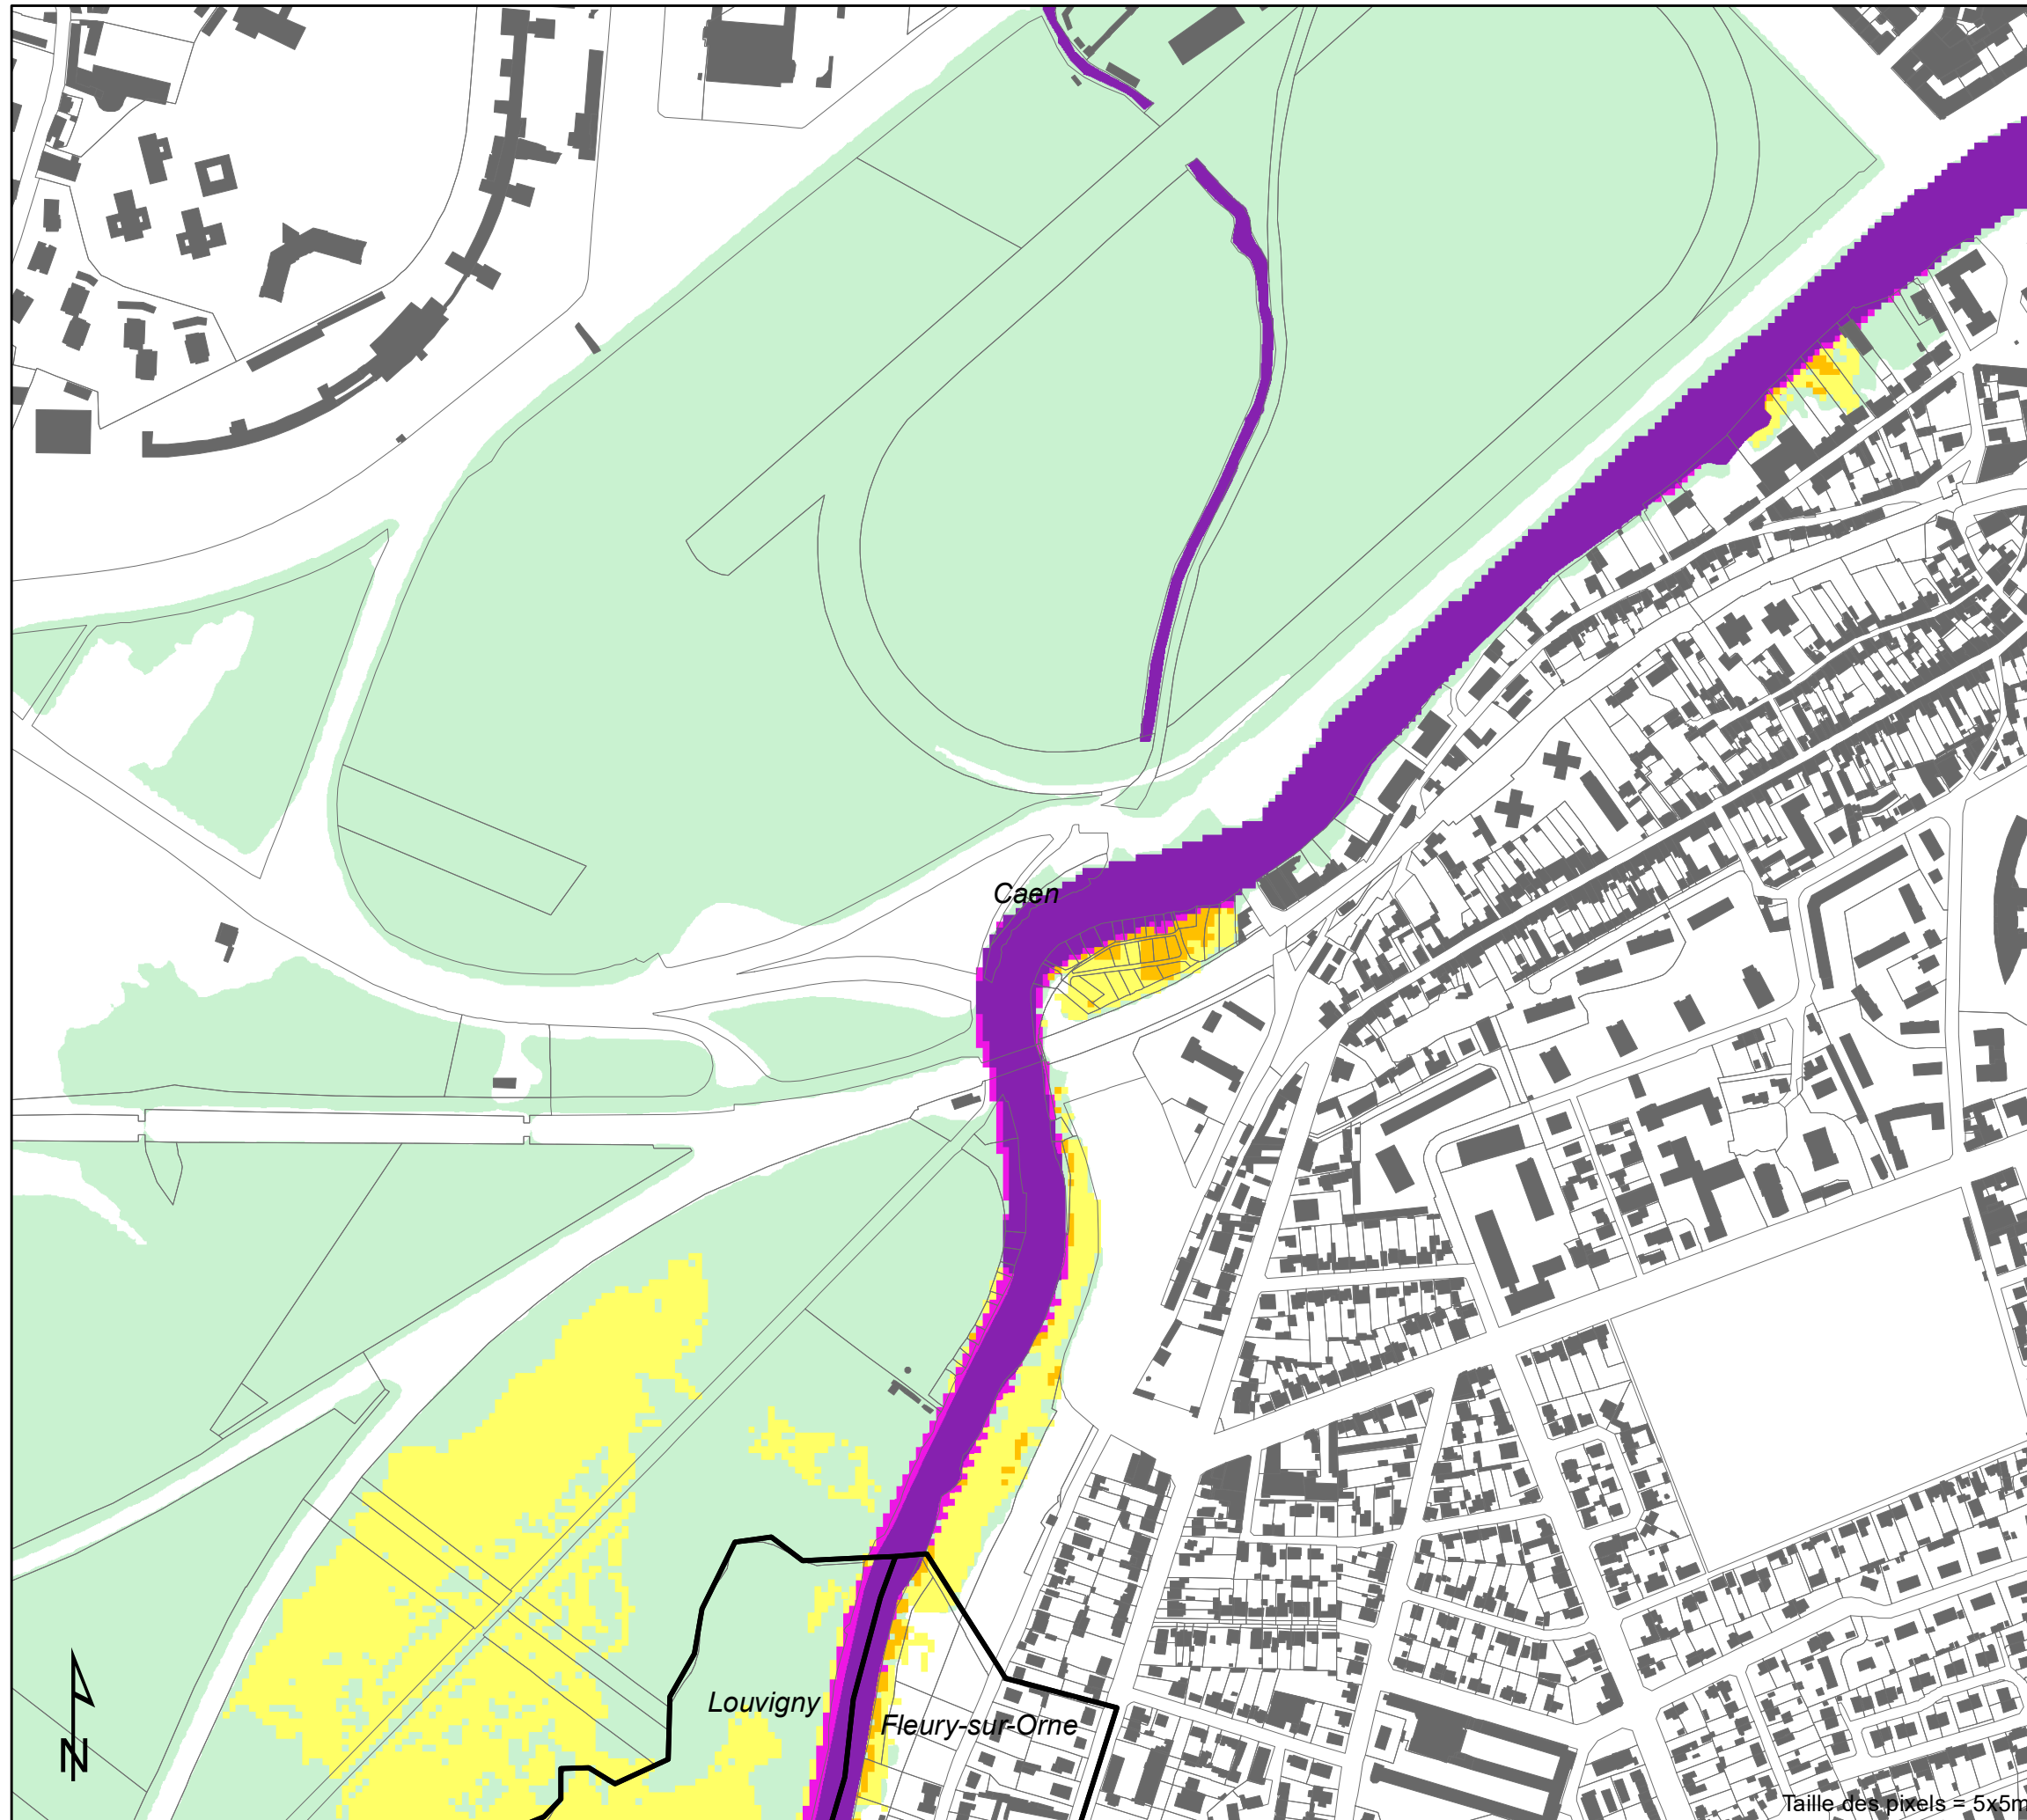 Caen
Louvigny
Fleury-sur-Orne
N
Taille des pixels = 5x5m